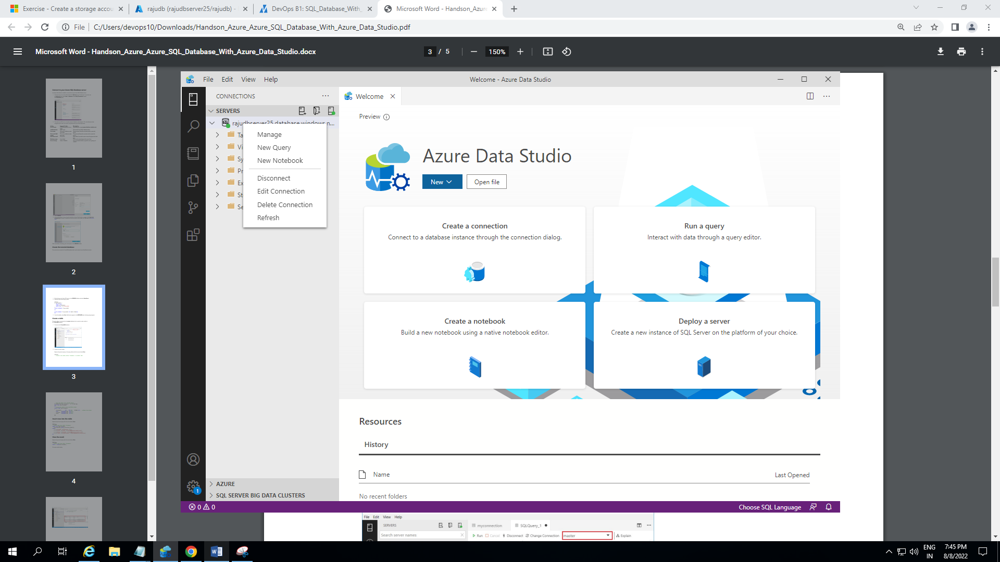 Exercise - Create a storage accou
rajudb (rajudbserver25/rajudb) -
DevOps B1: SQL_Database_With_
Microsoft Word - Handson_Azure
File
C:/Users/devops10/Downloads/Handson_Azure_Azure_SQL_Database_With_Azure_Data_Studio.pdf
Microsoft Word - Handson_Azure_Azure_SQL_Database_With_Azure_Data_Studio.docx
3 / 5
150%
1
2
3
4
File Edit View Help
Welcome - Azure Data Studio
CONNECTIONS
Welcome
SERVERS
rajudbserver25.database.windows.n...
Preview
Ta
Vi
Sy
Pr
Ex
St
Se
Manage
New Query
New Notebook
Disconnect
Edit Connection
Delete Connection
Refresh
Azure Data Studio
New
Open file
Create a connection
Connect to a database instance through the connection dialog.
Run a query
Interact with data through a query editor.
Create a notebook
Build a new notebook using a native notebook editor.
Deploy a server
Create a new instance of SQL Server on the platform of your choice.
Resources
History
Name
Last Opened
No recent folders
AZURE
SQL SERVER BIG DATA CLUSTERS
1
0 0
Choose SQL Language
File Edit View Help
SERVERS
myconnection
SQLQuery_1
Search server names
Run Cancel Disconnect Change Connection master Explain
ENG
IN
7:45 PM
8/8/2022